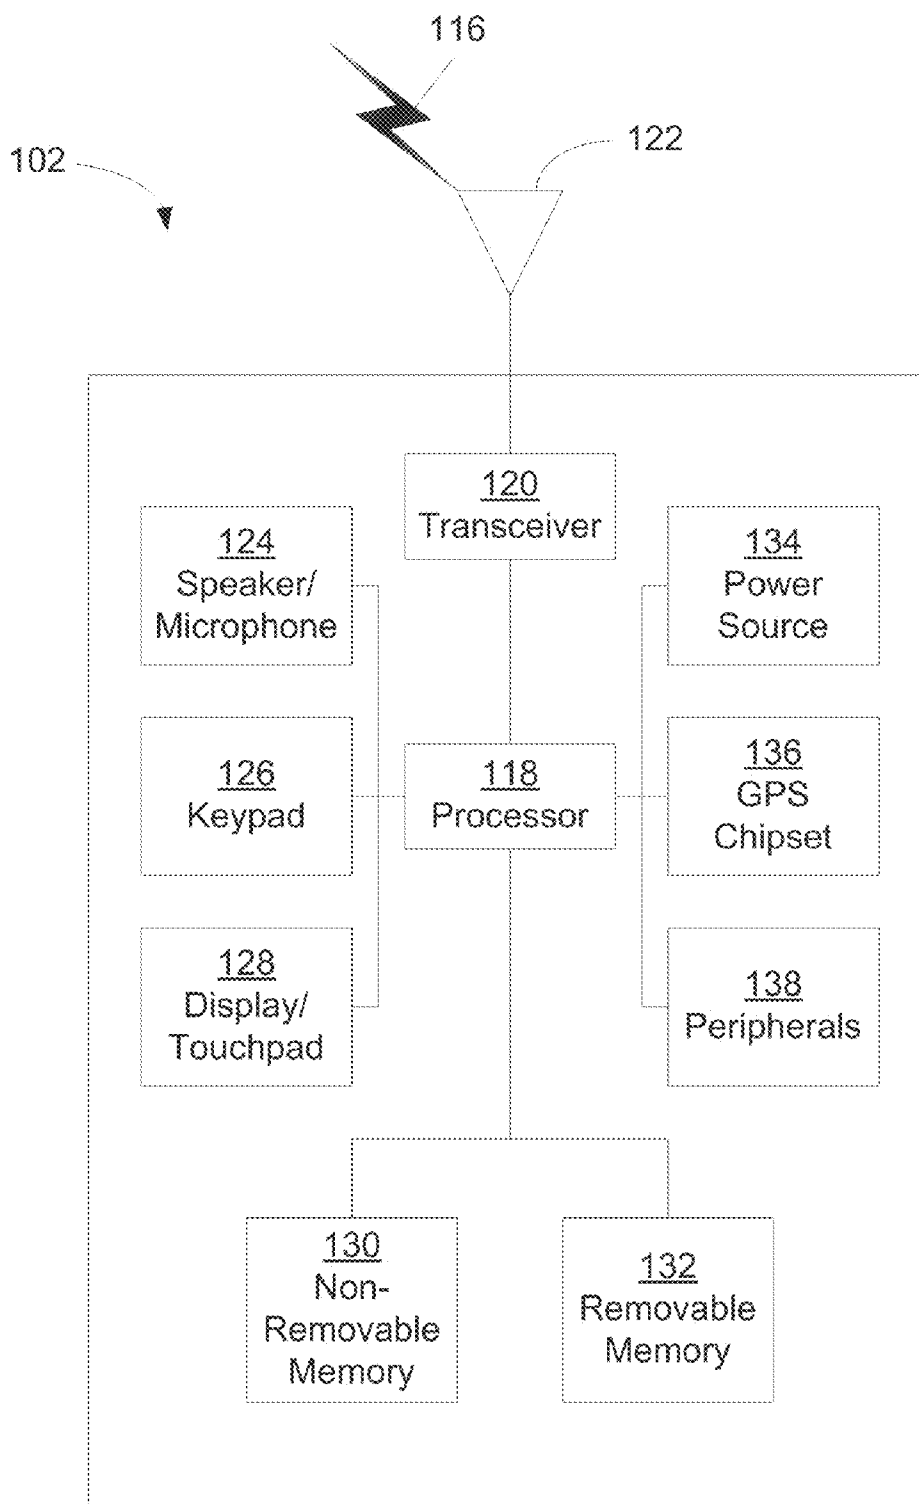 116
122
102
120
Transceiver
124
Speaker/
Microphone
134
Power
Source
126
Keypad
118
Processor
136
GPS
Chipset
128
Display/
Touchpad
138
Peripherals
130
Non-
Removable
Memory
132
Removable
Memory